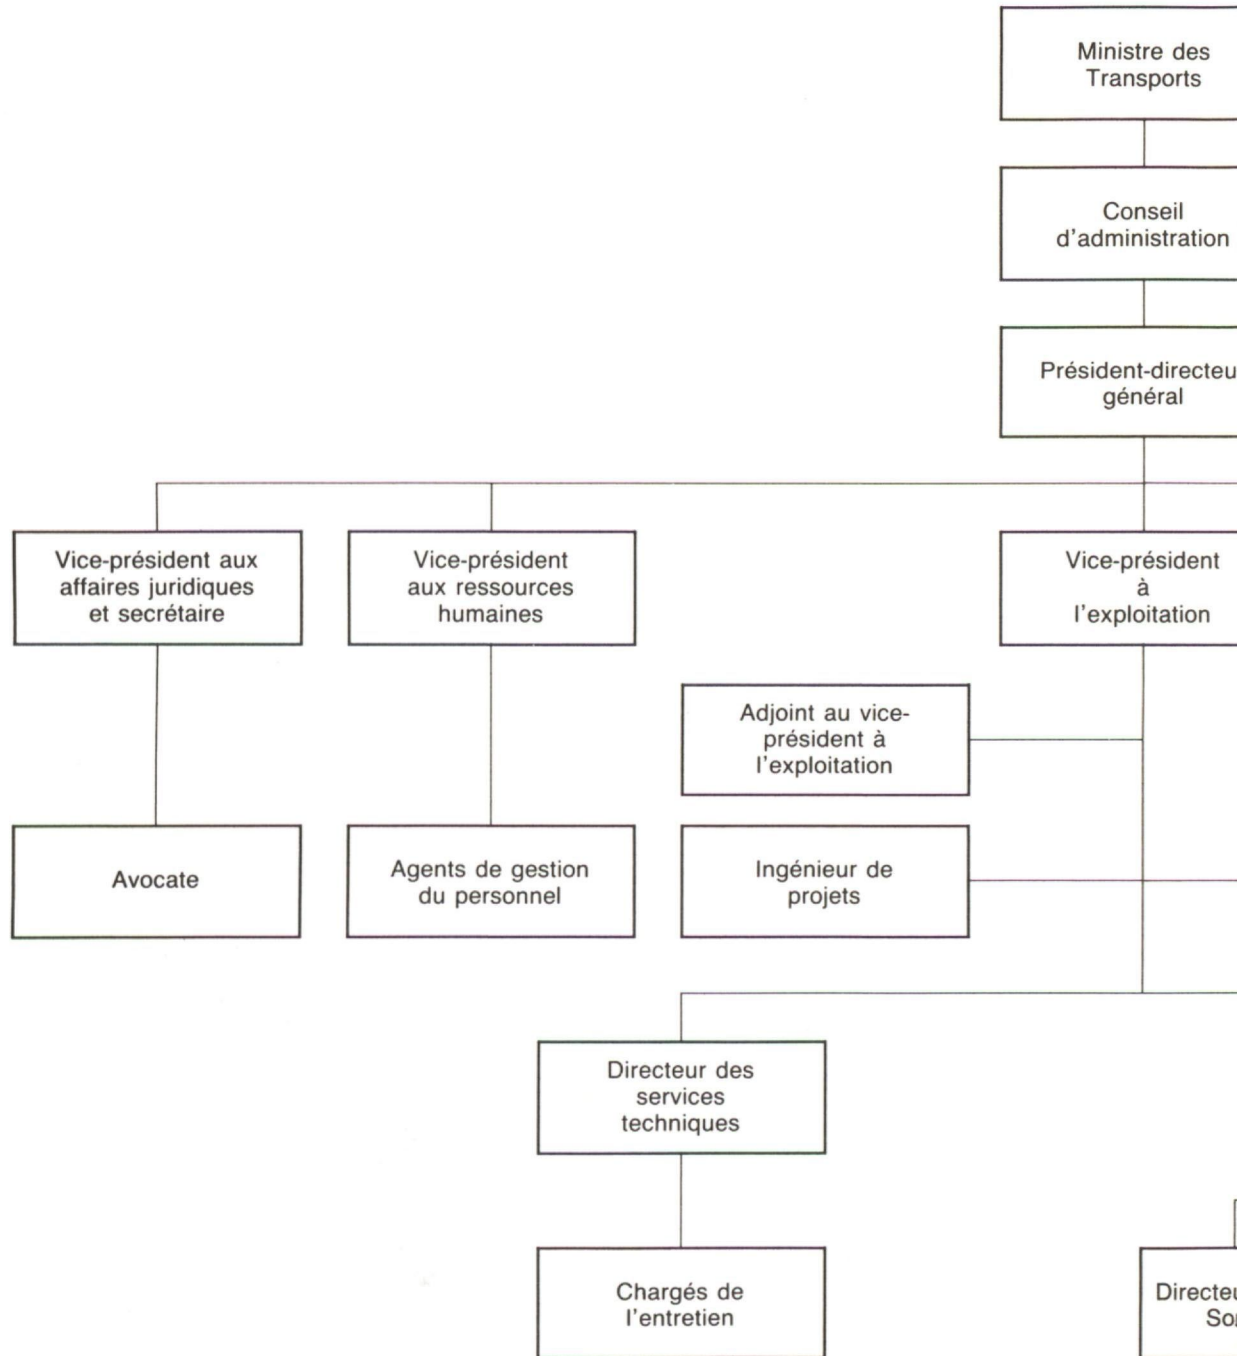 Ministre des
Transports
Conseil
d'administration
Président-directeu
général
Vice-président aux
affaires juridiques
et secrétaire
Vice-président
aux ressources
humaines
Vice-président
à
l'exploitation
Adjoint au vice-
président à
l'exploitation
Avocate
Agents de gestion
du personnel
Ingénieur de
projets
Directeur des
services
techniques
Chargés de
l'entretien
Directeu